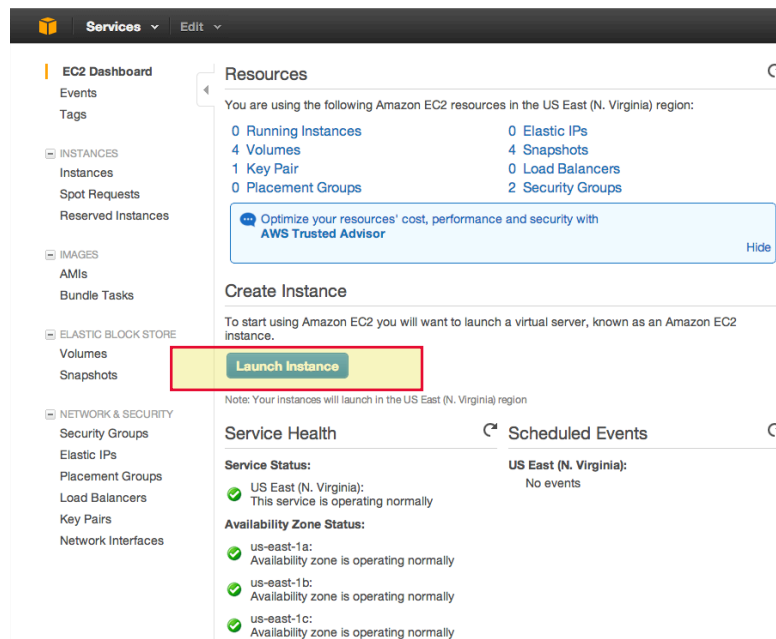 Services Edit
EC2 Dashboard
Events
Tags
INSTANCES
Instances
Spot Requests
Reserved Instances
IMAGES
AMIs
Bundle Tasks
ELASTIC BLOCK STORE
Volumes
Snapshots
NETWORK & SECURITY
Security Groups
Elastic IPs
Placement Groups
Load Balancers
Key Pairs
Network Interfaces
Resources
You are using the following Amazon EC2 resources in the US East (N. Virginia) region:
0 Running Instances
4 Volumes
1 Key Pair
0 Placement Groups
0 Elastic IPs
4 Snapshots
0 Load Balancers
2 Security Groups
Optimize your resources' cost, performance and security with
AWS Trusted Advisor
Hide
Create Instance
To start using Amazon EC2 you will want to launch a virtual server, known as an Amazon EC2
instance.
Launch Instance
Note: Your instances will launch in the US East (N. Virginia) region
Service Health
Service Status:
US East (N. Virginia):
This service is operating normally
Availability Zone Status:
us-east-1a:
Availability zone is operating normally
us-east-1b:
Availability zone is operating normally
us-east-1c:
Availability zone is operating normally
Scheduled Events
US East (N. Virginia):
No events